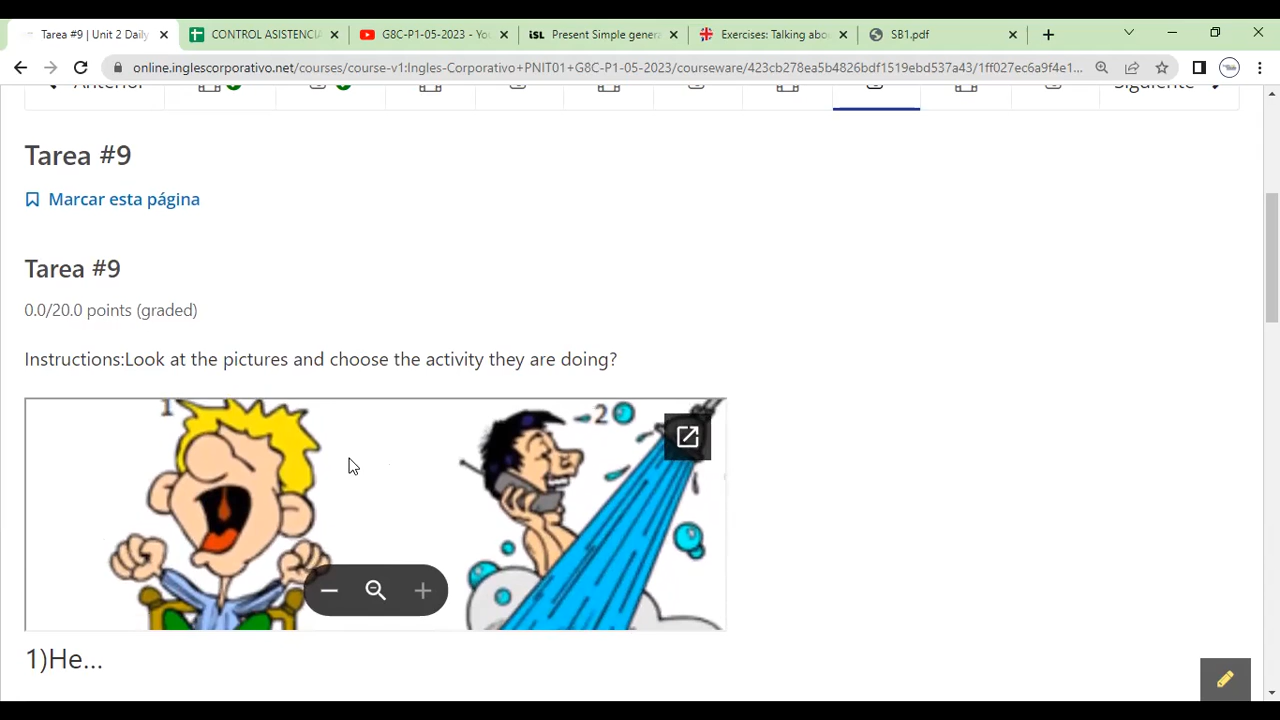 Tarea #9 | Unit 2 Daily
CONTROL ASISTENCIA
G8C-P1-05-2023 - You
iSL Present Simple gener
Exercises: Talking abo
SB1.pdf
online.inglescorporativo.net/courses/course-v1:Ingles-Corporativo+PNIT01+G8C-P1-05-2023/courseware/423cb278ea5b4826bdf1519ebd537a43/1ff027ec6a9f4e1...
Anterior
Siguiente
Tarea #9
Marcar esta página
Tarea #9
0.0/20.0 points (graded)
Instructions:Look at the pictures and choose the activity they are doing?
1
2
1)He...